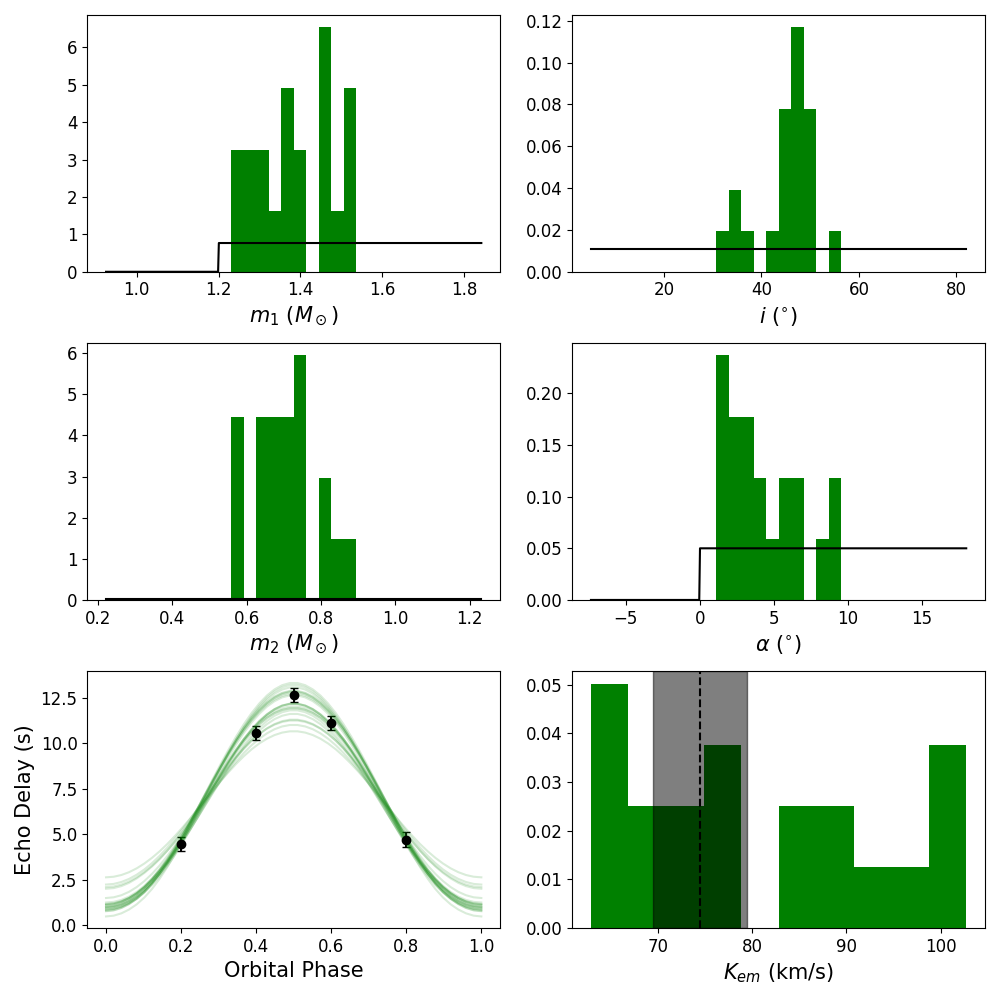 6
5
4
3
2
1
0
1.0 1.2 1.4 1.6 1.8
m₁ (M⊙)
0.12
0.10
0.08
0.06
0.04
0.02
0.00
20 40 60 80
i (°)
6
5
4
3
2
1
0
0.2 0.4 0.6 0.8 1.0 1.2
m₂ (M⊙)
0.20
0.15
0.10
0.05
0.00
−5 0 5 10 15
α (°)
Echo Delay (s)
12.5
10.0
7.5
5.0
2.5
0.0
0.0 0.2 0.4 0.6 0.8 1.0
Orbital Phase
0.05
0.04
0.03
0.02
0.01
0.00
70 80 90 100
K_em (km/s)